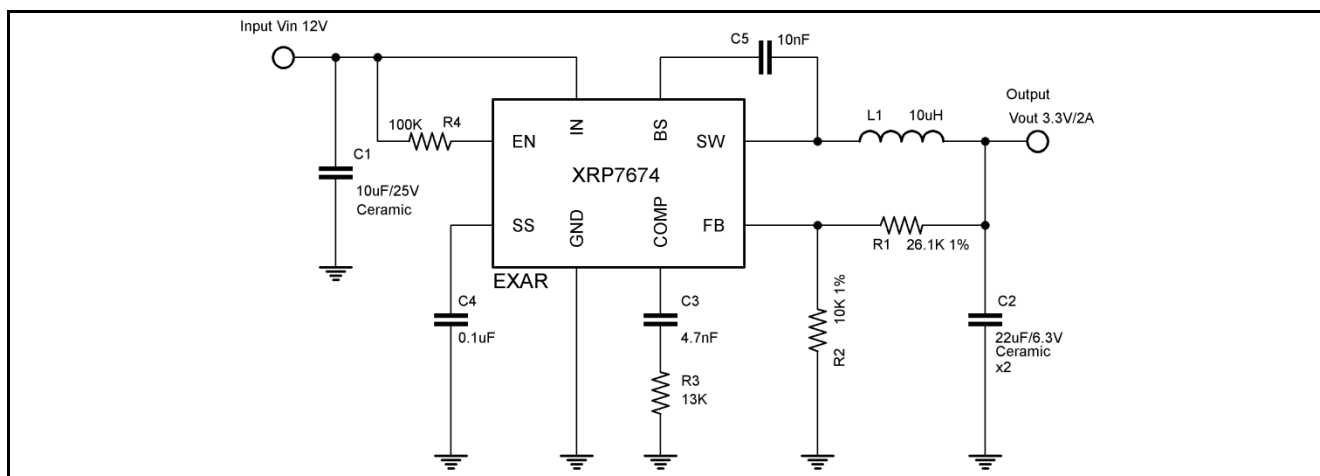 Input Vin 12V
C5
10nF
Output
Vout 3.3V/2A
L1
10uH
100K
R4
EN
IN
BS
SW
C1
10uF/25V
Ceramic
XRP7674
SS
GND
COMP
FB
R1
26.1K 1%
EXAR
C4
0.1uF
C3
4.7nF
10K 1%
R2
C2
22uF/6.3V
Ceramic
x2
R3
13K